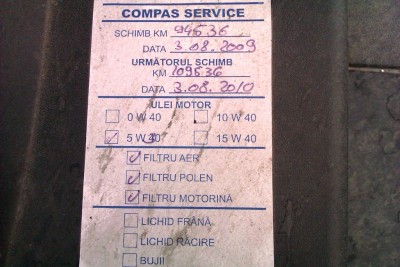 COMPAS SERVICE
SCHIMB KM 94536
DATA 3.08.2009
URMĂTORUL SCHIMB
KM 109536
DATA 3.08.2010
ULEI MOTOR
0 W 40 10 W 40
5 W 30 15 W 40
FILTRU AER
FILTRU POLEN
FILTRU MOTORINĂ
LICHID FRÂNĂ
LICHID RĂCIRE
BUJII